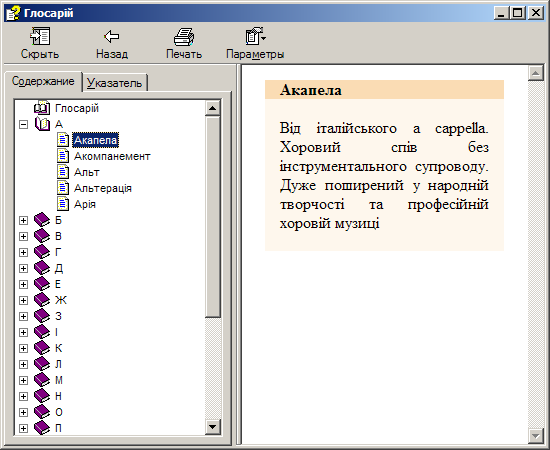 Глосарій
Скрыть
Назад
Печать
Параметры
Содержание
Указатель
Глосарій
А
Акапела
Акомпанемент
Альт
Альтерація
Арія
Б
В
Г
Д
Е
Ж
З
І
К
Л
М
Н
О
П
Акапела
Від італійського a cappella.
Хоровий спів без
інструментального супроводу.
Дуже поширений у народній
творчості та професійній
хоровій музиці